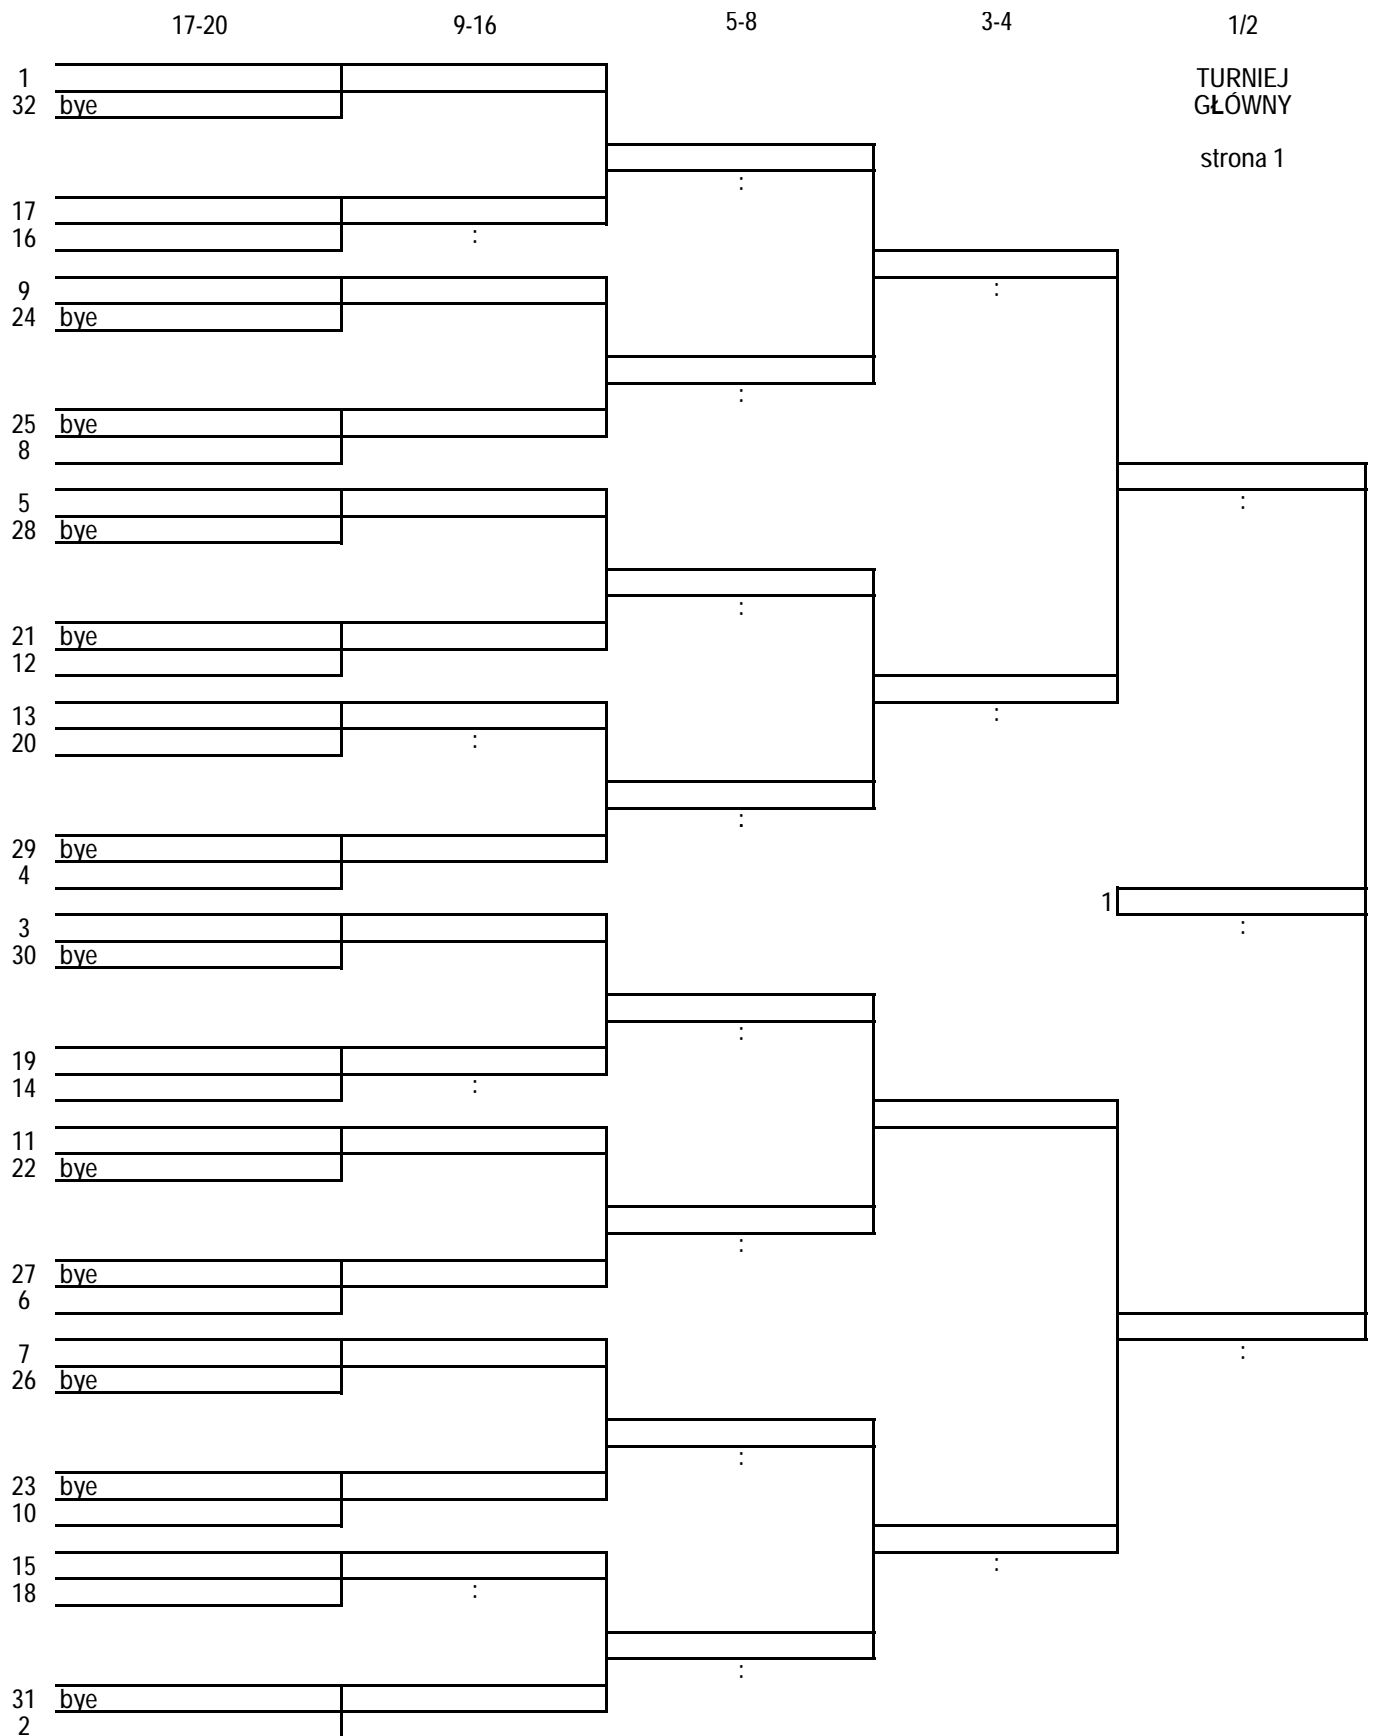 17-20 9-16 5-8 3-4 1/2
1
32 bye
TURNIEJ
GŁÓWNY
strona 1
:
17
16 :
9
24 bye
:
:
25 bye
8
5
28 bye
:
:
21 bye
12
13
20 :
:
:
29 bye
4
1
:
3
30 bye
:
19
14 :
11
22 bye
:
27 bye
6
7
26 bye
:
:
23 bye
10
15
18 :
:
:
31 bye
2